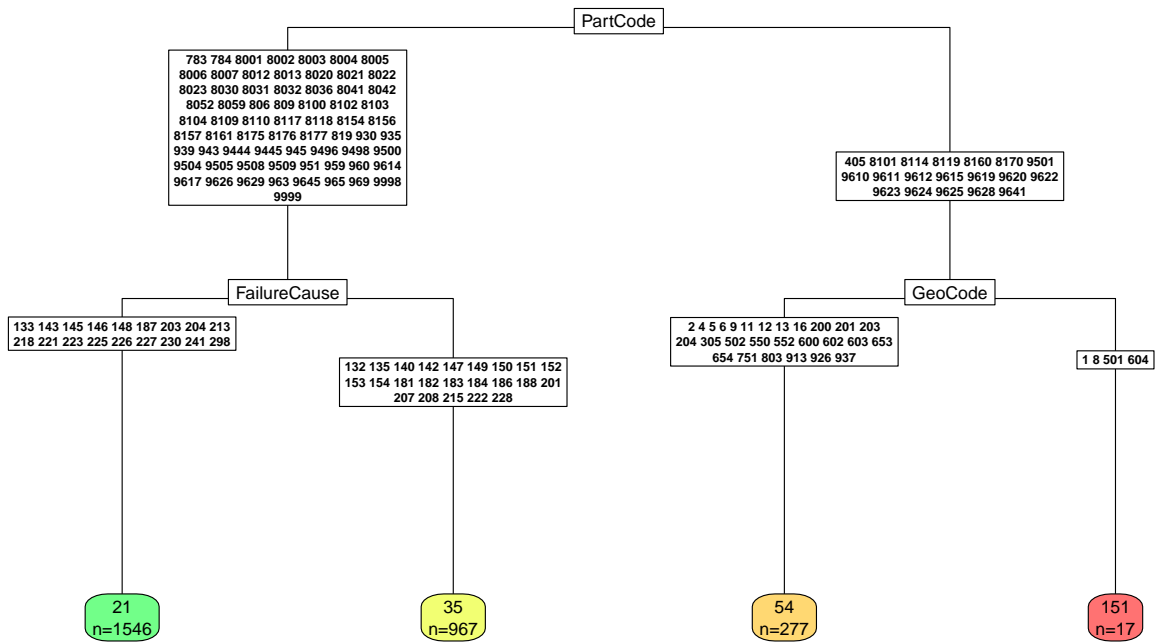 PartCode
783 784 8001 8002 8003 8004 8005
8006 8007 8012 8013 8020 8021 8022
8023 8030 8031 8032 8036 8041 8042
8052 8059 806 809 8100 8102 8103
8104 8109 8110 8117 8118 8154 8156
8157 8161 8175 8176 8177 819 930 935
939 943 9444 9445 945 9496 9498 9500
9504 9505 9508 9509 951 959 960 9614
9617 9626 9629 963 9645 965 969 9998
9999
405 8101 8114 8119 8160 8170 9501
9610 9611 9612 9615 9619 9620 9622
9623 9624 9625 9628 9641
FailureCause
133 143 145 146 148 187 203 204 213
218 221 223 225 226 227 230 241 298
132 135 140 142 147 149 150 151 152
153 154 181 182 183 184 186 188 201
207 208 215 222 228
GeoCode
2 4 5 6 9 11 12 13 16 200 201 203
204 305 502 550 552 600 602 603 653
654 751 803 913 926 937
1 8 501 604
21
n=1546
35
n=967
54
n=277
151
n=17